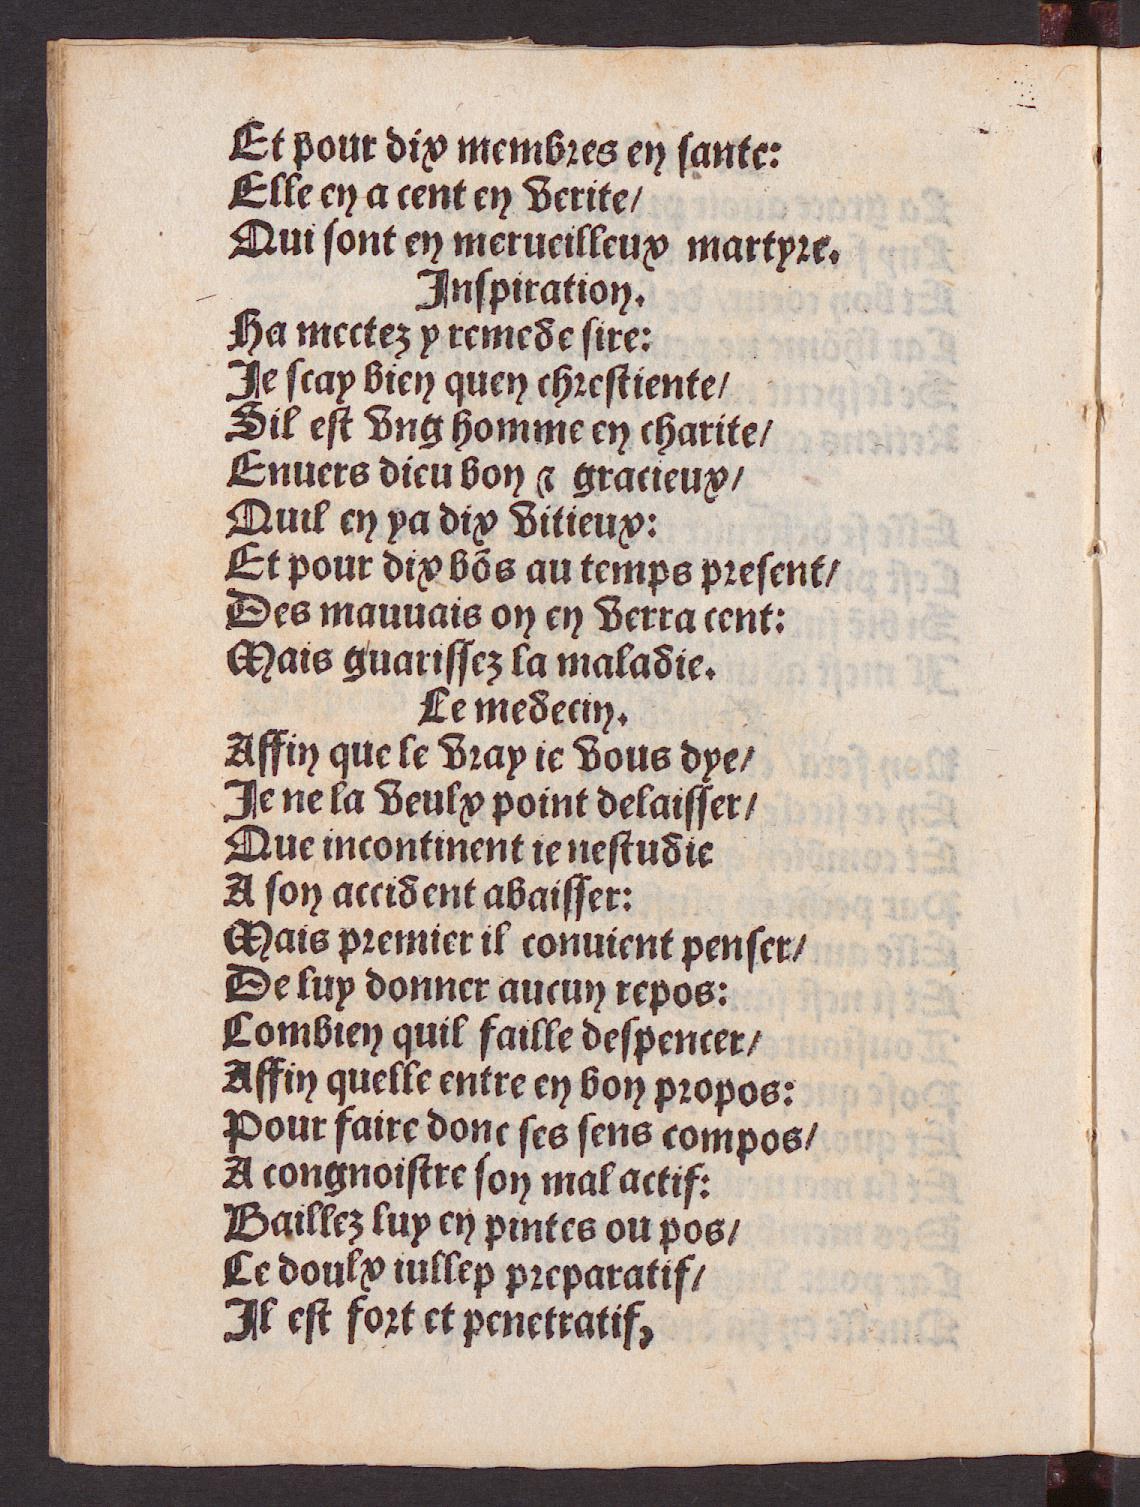 Et pour dix membres en sante:
Elle en a cent en verite/
Qui sont en merueilleux martyre.
Inspiration.
Ha mectez y remede sire:
Je scay bien quen chrestiente/
Sil est vng homme en charite/
Enuers dieu bon ⁊ gracieux/
Quil en ya dix vitieux:
Et pour dix bõs au temps present/
Des mauuais on en verra cent:
Mais guarissez la maladie.
Le medecin.
Affin que le vray ie vous dye/
Je ne la veulx point delaisser/
Que incontinent ie nestudie
A son accident abaisser:
Mais premier il conuient penser/
De luy donner aucun repos:
Combien quil faille despencer/
Affin quelle entre en bon propos:
Pour faire donc ses sens compos/
A congnoistre son mal actif:
Baillez luy en pintes ou pos/
Le doulx iullep preparatif/
Il est fort et penetratif,